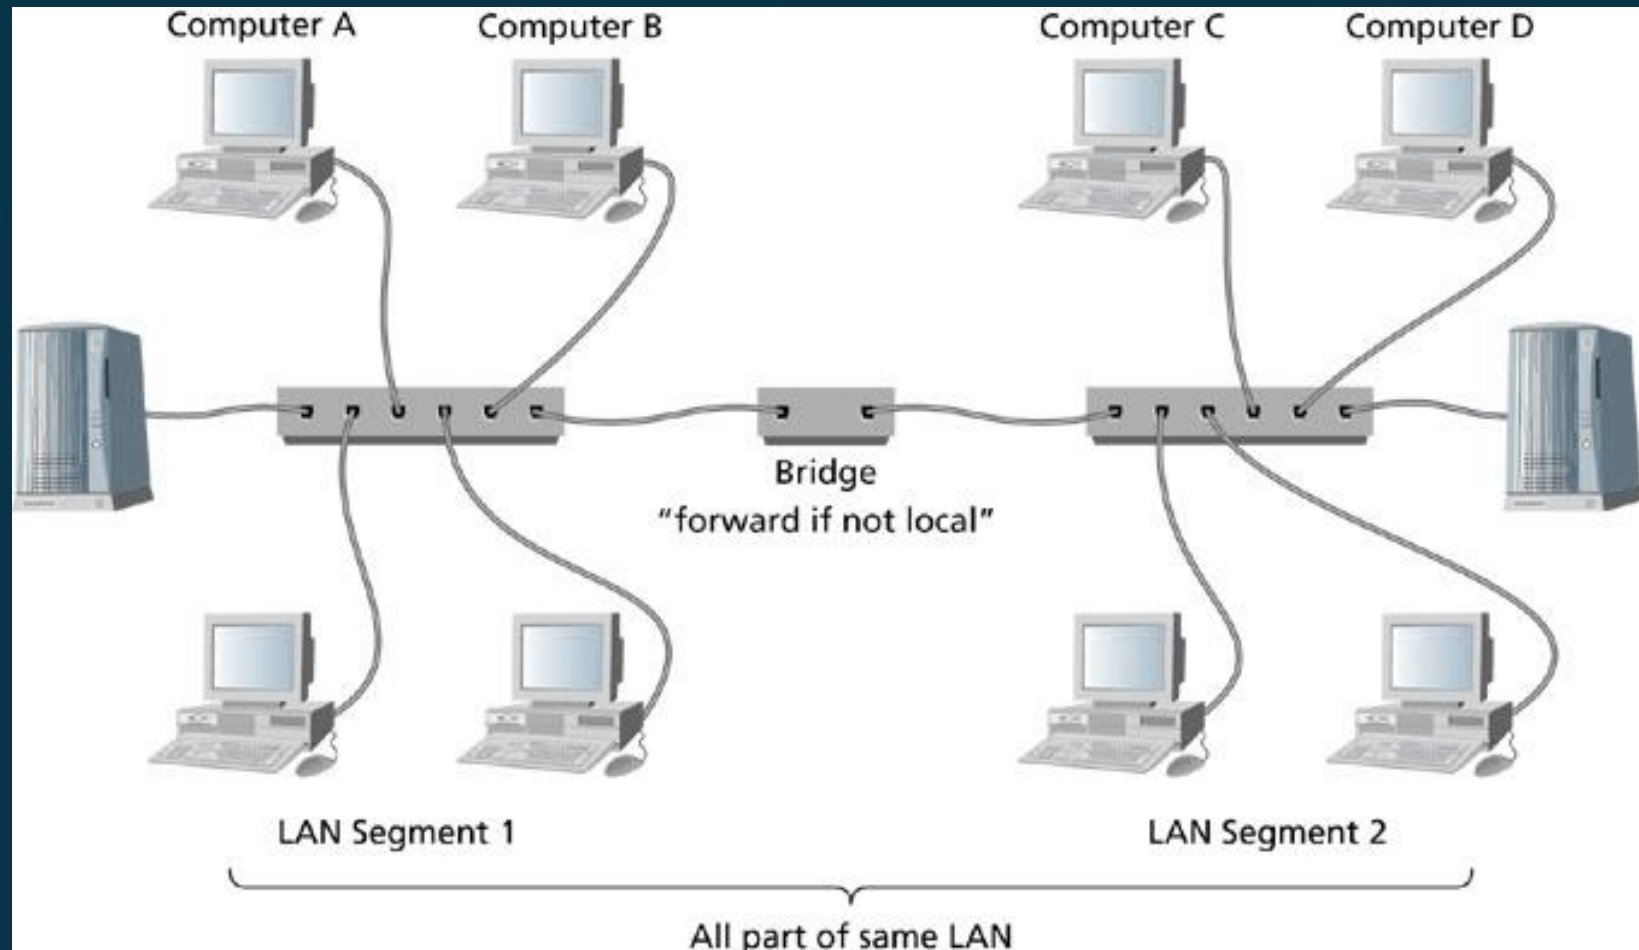 Computer A
Computer B
Computer C
Computer D
Bridge
“forward if not local”
LAN Segment 1
LAN Segment 2
All part of same LAN